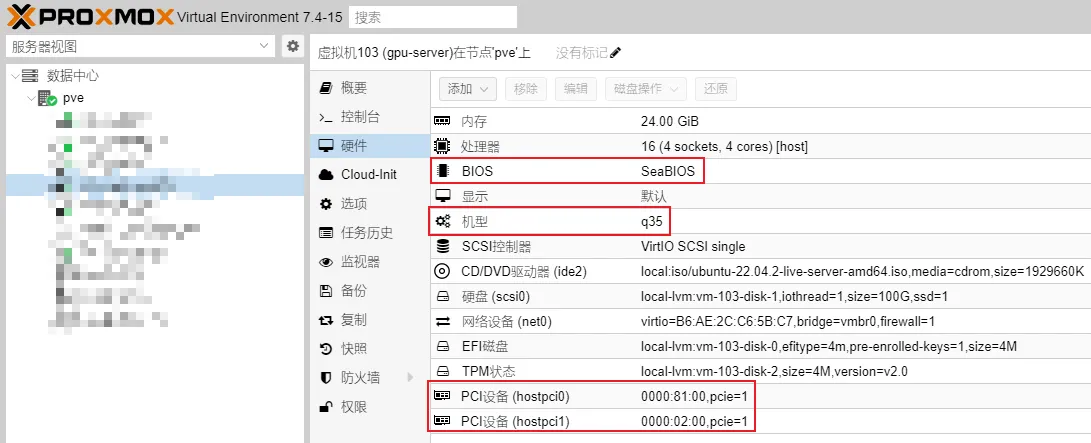 PROXMOX Virtual Environment 7.4-15 搜索
服务器视图
数据中心
pve
虚拟机103 (gpu-server)在节点'pve'上 没有标记
概要
控制台
硬件
Cloud-Init
选项
任务历史
监视器
备份
复制
快照
防火墙
权限
添加 移除 编辑 磁盘操作 还原
内存 24.00 GiB
处理器 16 (4 sockets, 4 cores) [host]
BIOS SeaBIOS
显示 默认
机型 q35
SCSI控制器 VirtIO SCSI single
CD/DVD驱动器 (ide2) local:iso/ubuntu-22.04.2-live-server-amd64.iso,media=cdrom,size=1929660K
硬盘 (scsi0) local-lvm:vm-103-disk-1,iothread=1,size=100G,ssd=1
网络设备 (net0) virtio=B6:AE:2C:C6:5B:C7,bridge=vmbr0,firewall=1
EFI磁盘 local-lvm:vm-103-disk-0,efitype=4m,pre-enrolled-keys=1,size=4M
TPM状态 local-lvm:vm-103-disk-2,size=4M,version=v2.0
PCI设备 (hostpci0) 0000:81:00,pcie=1
PCI设备 (hostpci1) 0000:02:00,pcie=1